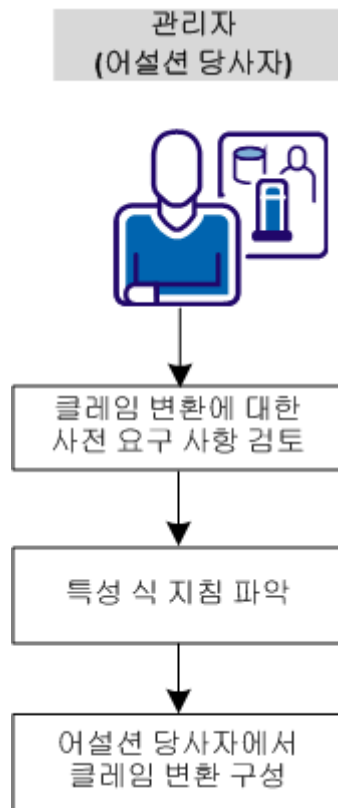 관리자
(어설션 당사자)
클레임 변환에 대한
사전 요구 사항 검토
특성 식 지침 파악
어설션 당사자에서
클레임 변환 구성